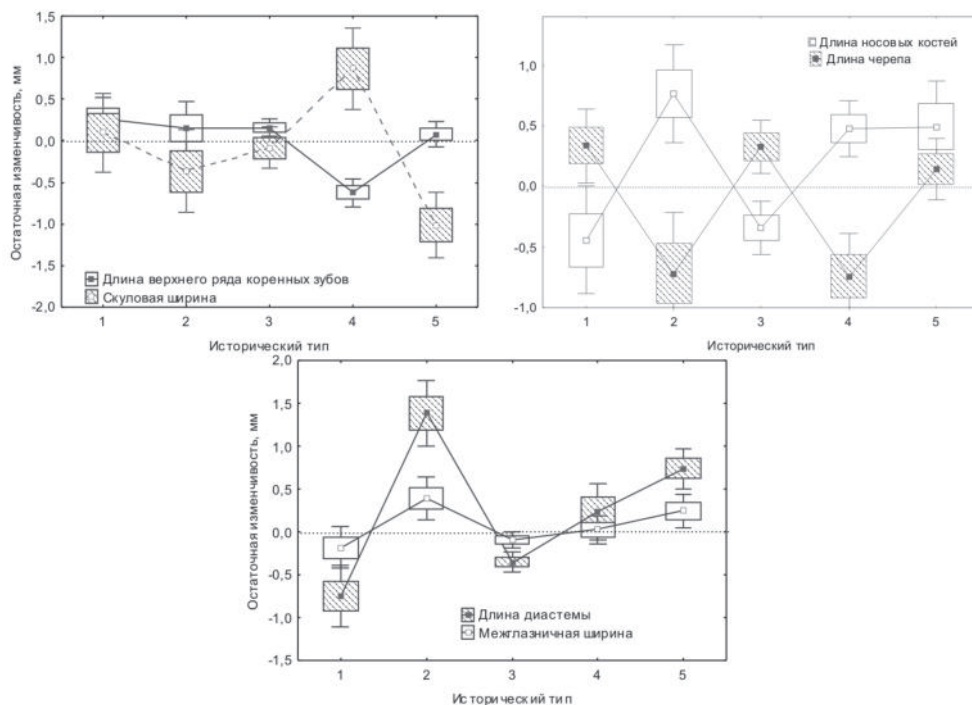 Остаточная изменчивость, мм
1,5
1,0
0,5
0,0
-0,5
-1,0
-1,5
-2,0
Длина верхнего ряда коренных зубов
Скуловая ширина
1 2 3 4 5
Исторический тип
1,0
0,5
0,0
-0,5
-1,0
Длина носовых костей
Длина черепа
1 2 3 4 5
Исторический тип
Остаточная изменчивость, мм
2,0
1,5
1,0
0,5
0,0
-0,5
-1,0
-1,5
Длина диастемы
Межглазничная ширина
1 2 3 4 5
Исторический тип